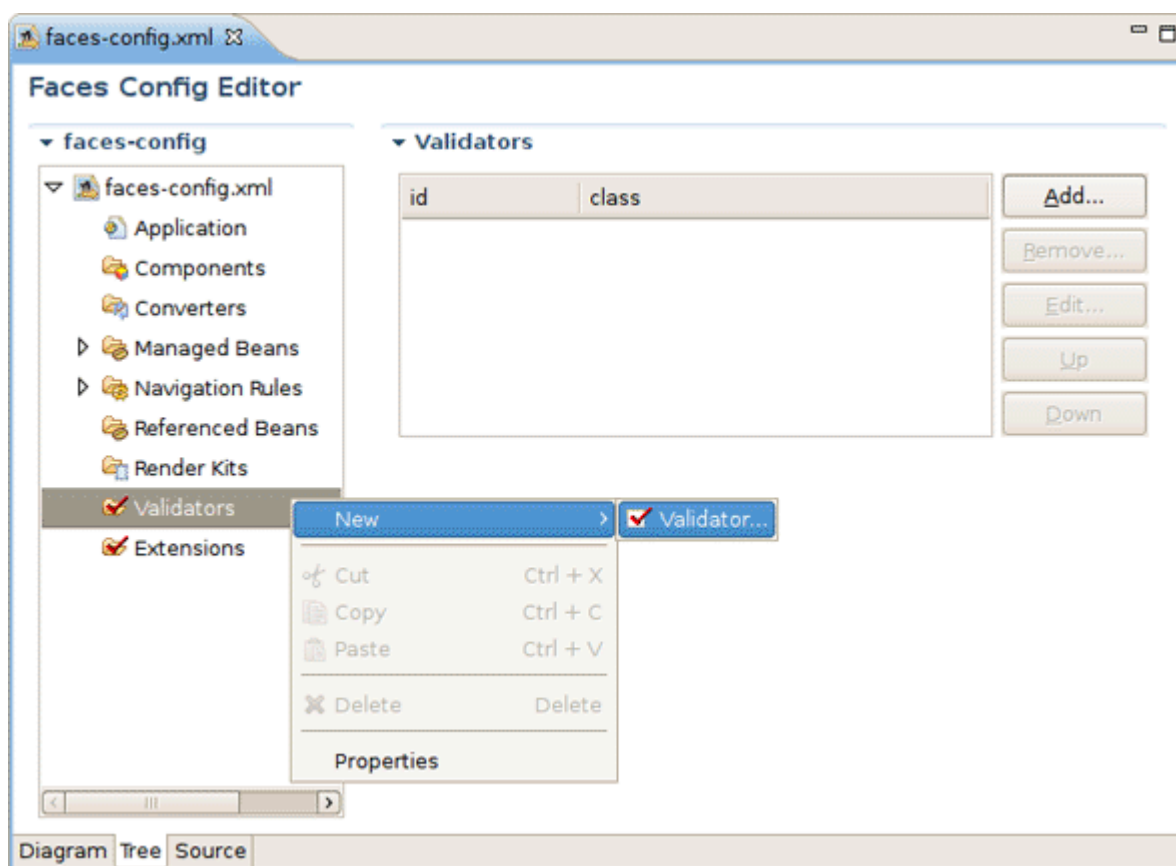 faces-config.xml
Faces Config Editor
faces-config
Validators
faces-config.xml
id class
Add...
Application
Remove...
Components
Edit...
Converters
Managed Beans
Up
Navigation Rules
Down
Referenced Beans
Render Kits
Validators
New
Validator...
Extensions
Cut Ctrl + X
Copy Ctrl + C
Paste Ctrl + V
Delete Delete
Properties
Diagram Tree Source